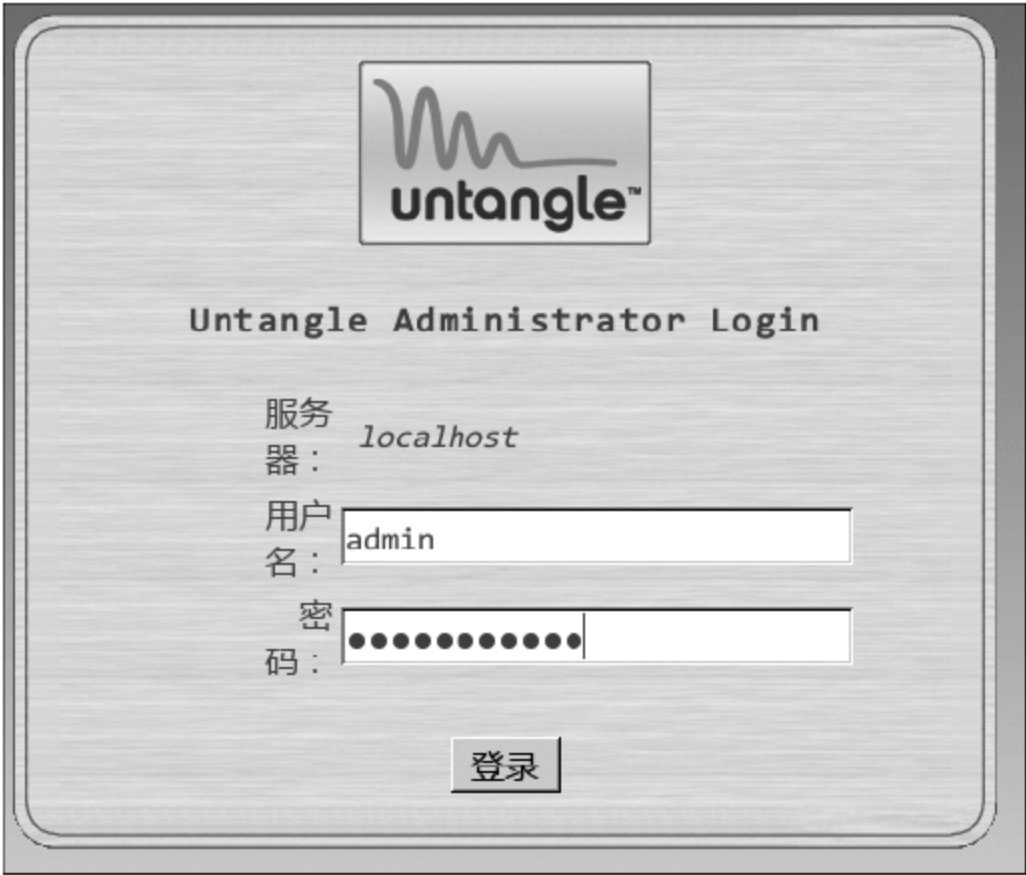 untangle™
Untangle Administrator Login
服务
器：
localhost
用户
名：
admin
密
码：
●●●●●●●●●●●
登录